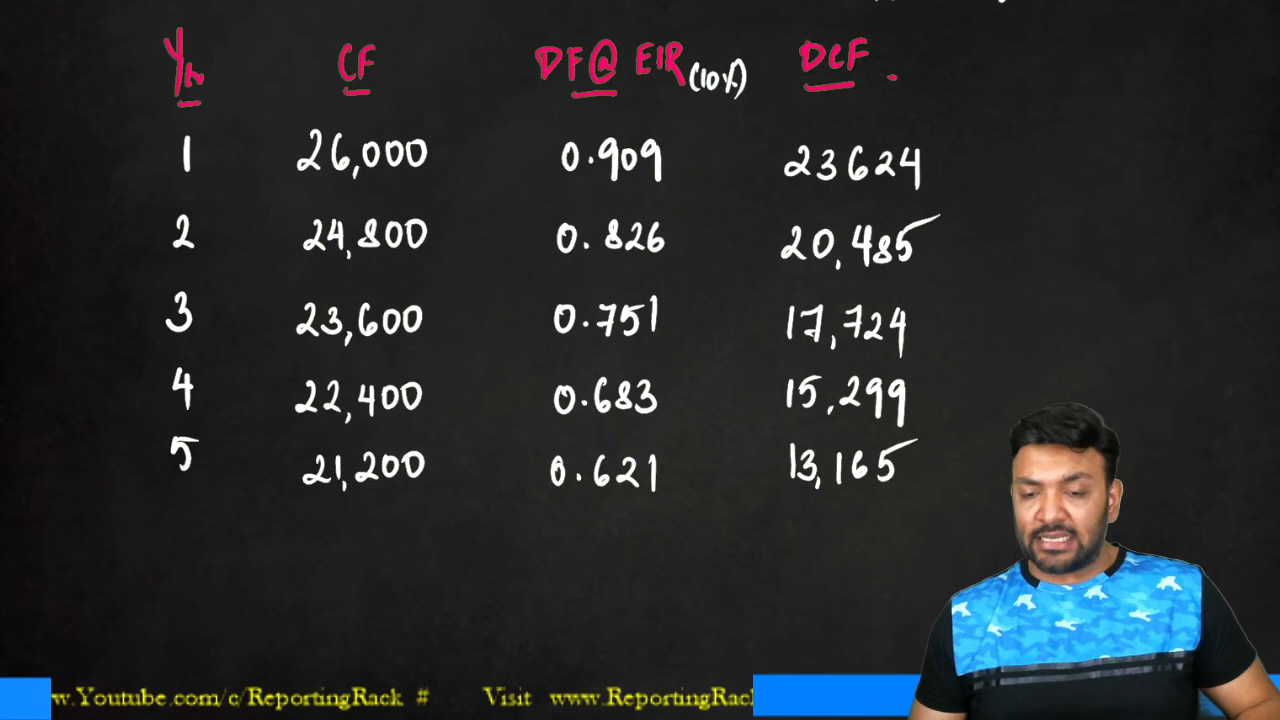 Yr CF DF@ EIR (10%) DCF.
1 26,000 0.909 23624
2 24,800 0.826 20,485
3 23,600 0.751 17,724
4 22,400 0.683 15,299
5 21,200 0.621 13,165
w.Youtube.com/c/ReportingRack # Visit www.ReportingRac